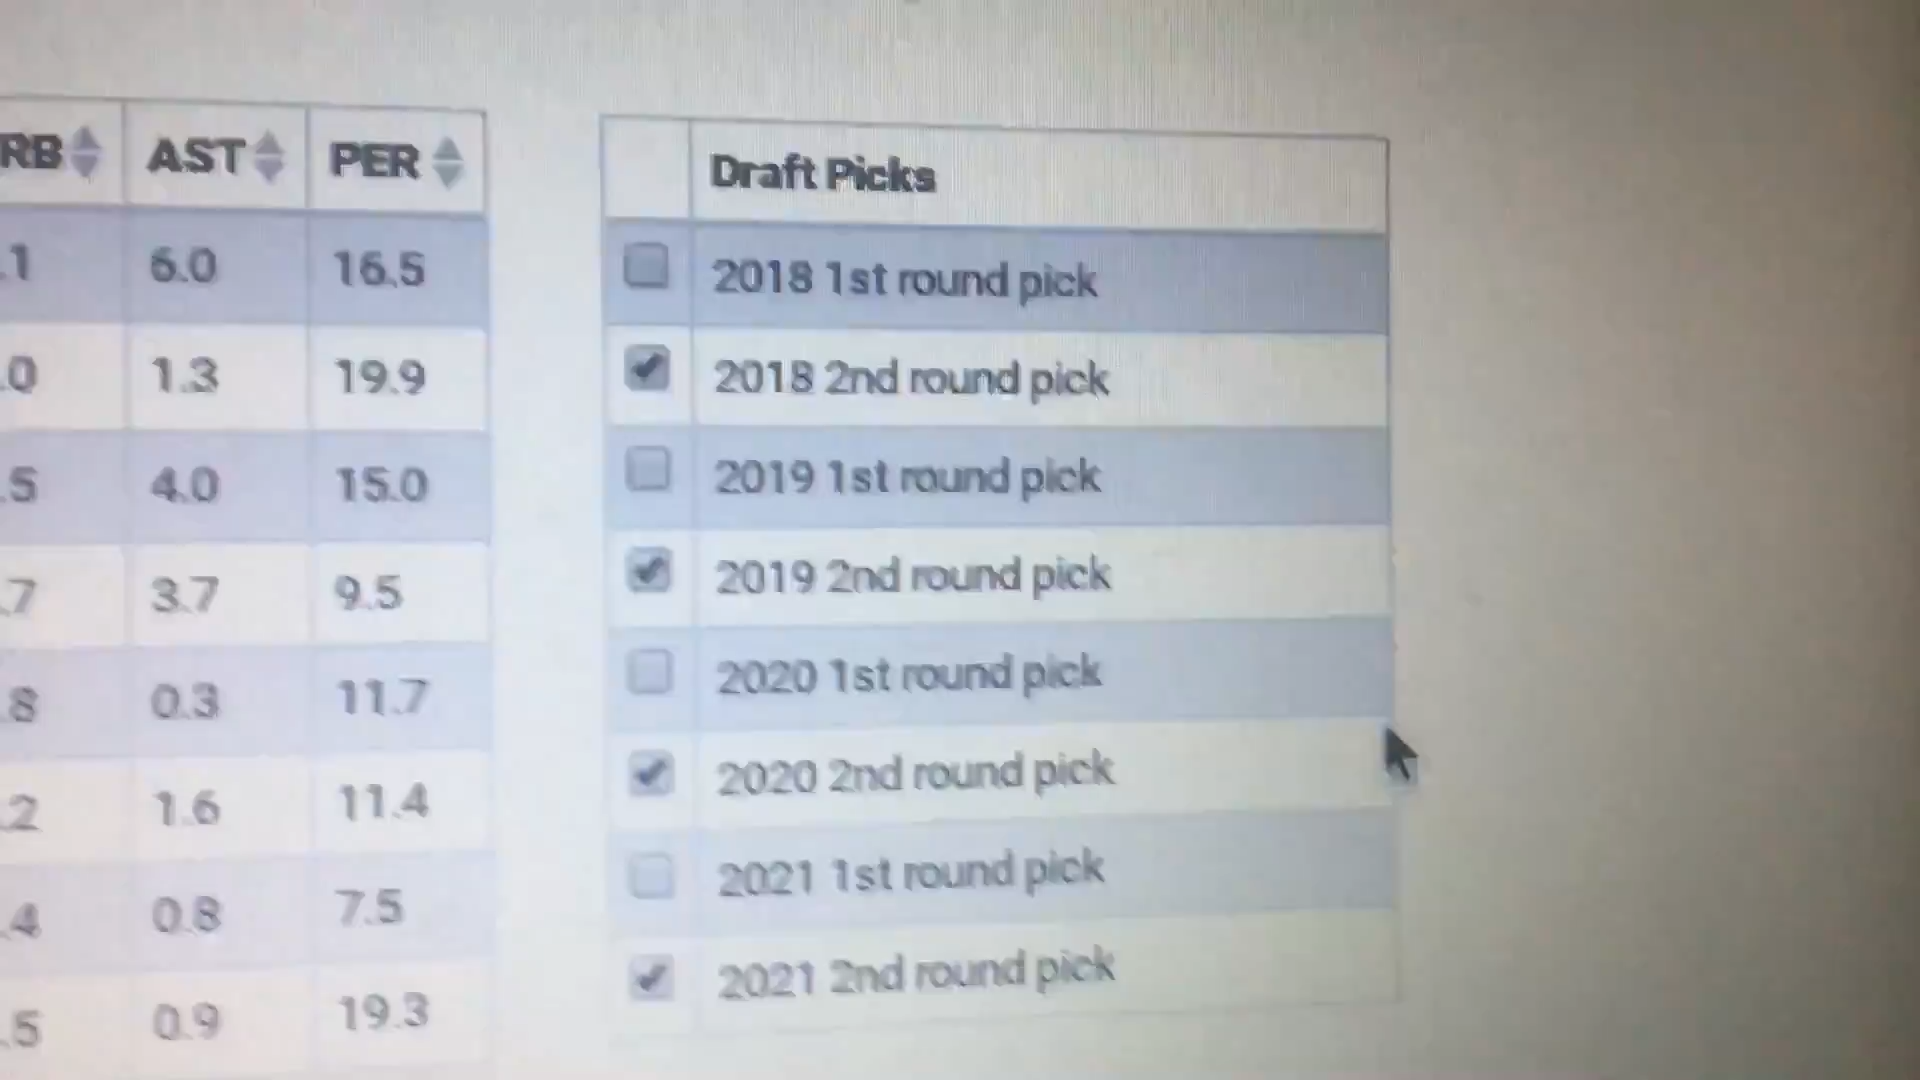 RB AST PER
.1 6.0 16.5
.0 1.3 19.9
.5 4.0 15.0
.7 3.7 9.5
.8 0.3 11.7
.2 1.6 11.4
.4 0.8 7.5
.5 0.9 19.3
Draft Picks
2018 1st round pick
2018 2nd round pick
2019 1st round pick
2019 2nd round pick
2020 1st round pick
2020 2nd round pick
2021 1st round pick
2021 2nd round pick